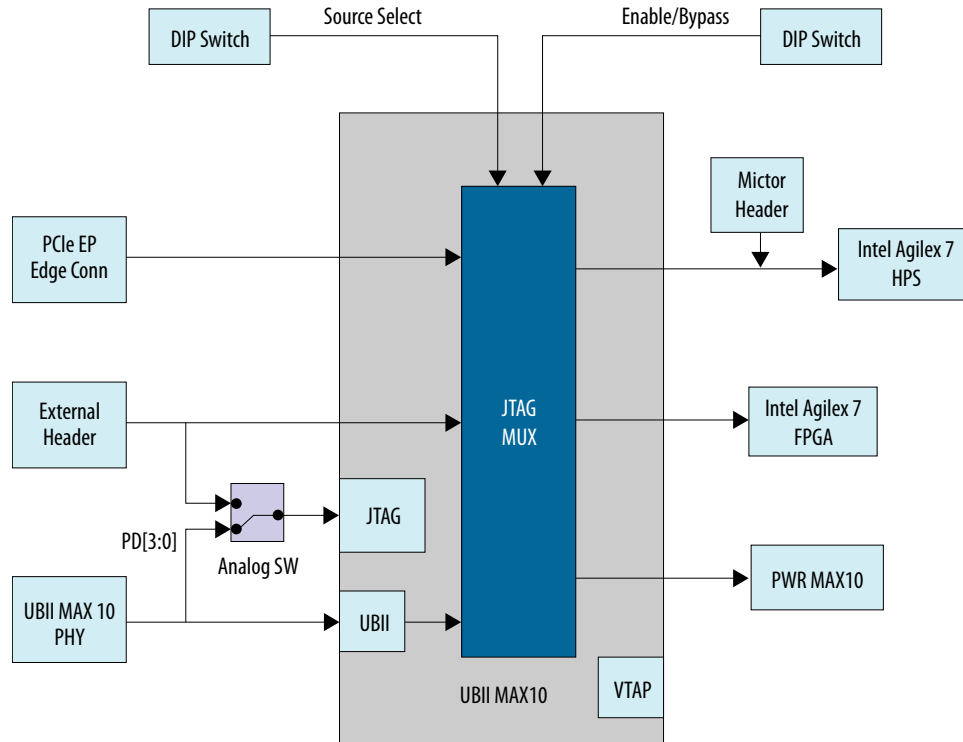 Source Select
Enable/Bypass
DIP Switch
DIP Switch
Mictor
Header
PCle EP
Edge Conn
Intel Agilex 7
HPS
External
Header
JTAG
MUX
Intel Agilex 7
FPGA
JTAG
PD[3:0]
Analog SW
UBII MAX 10
PHY
UBII
PWR MAX10
UBII MAX10
VTAP